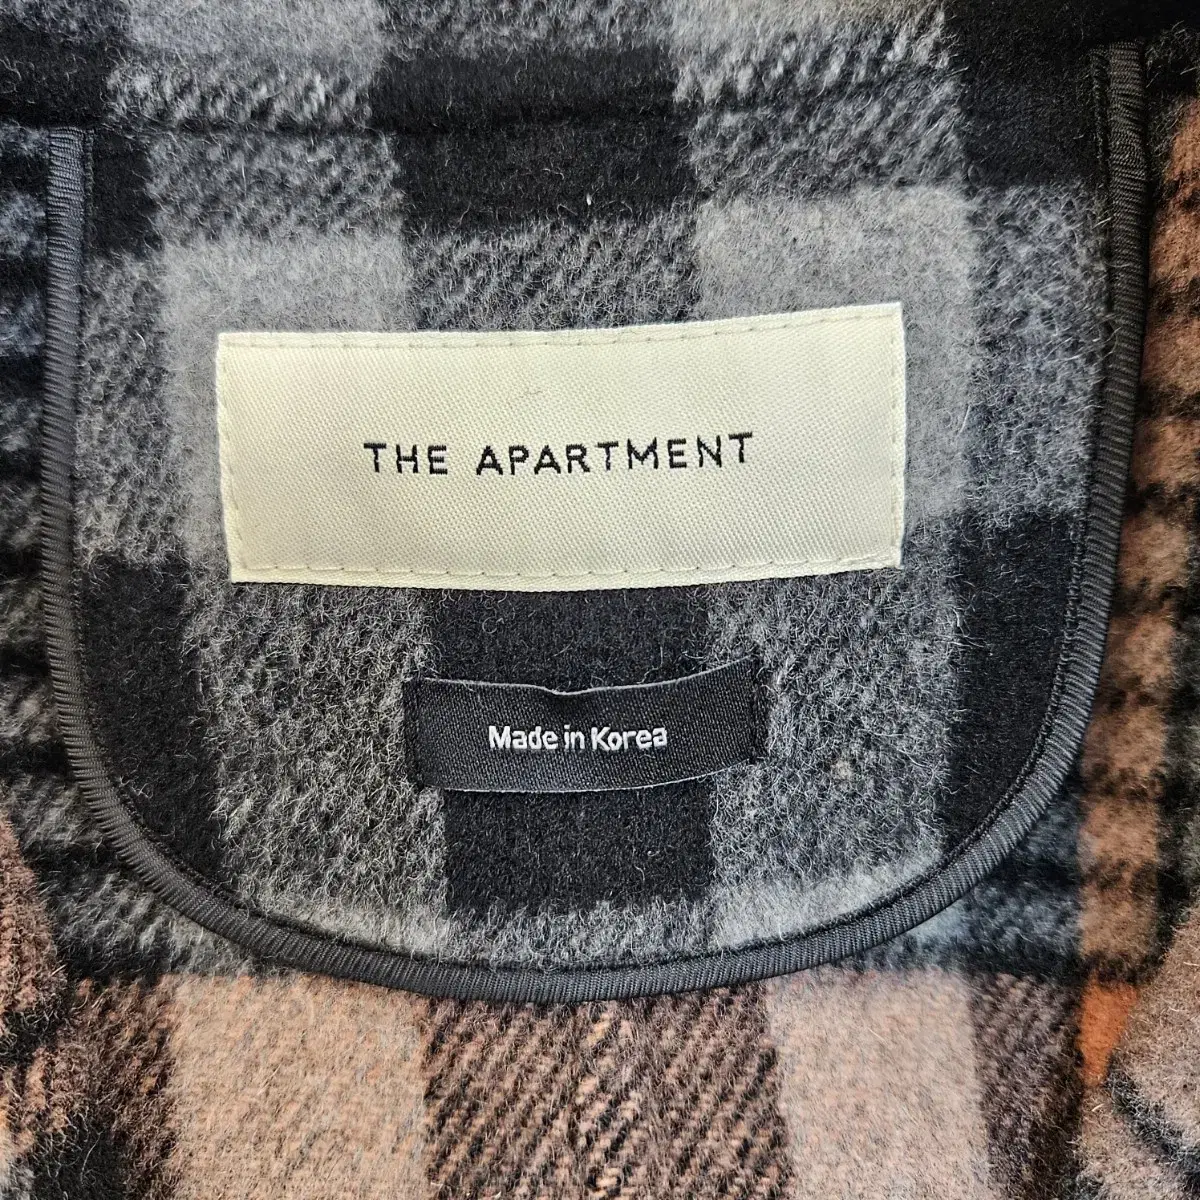 THE APARTMENT
Made in Korea